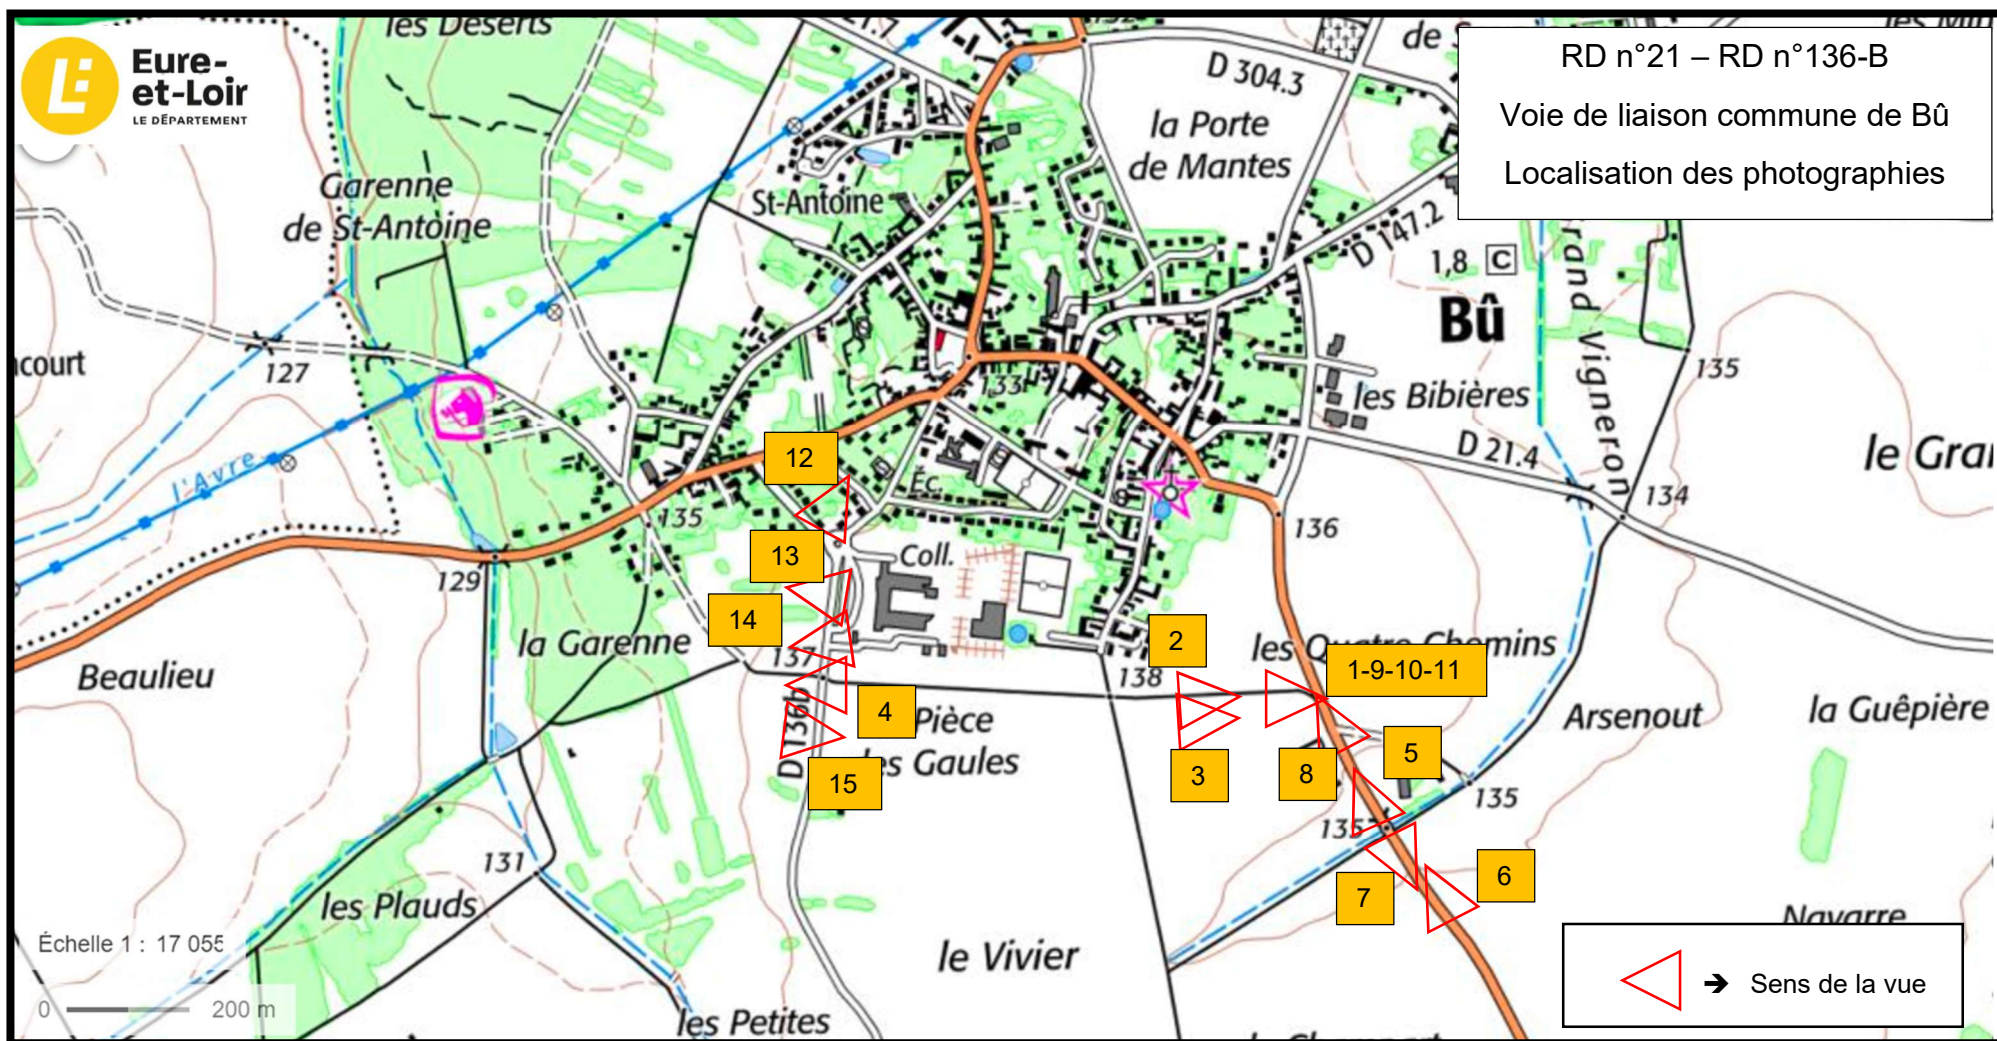 les Déserts
Eure-
et-Loir
LE DÉPARTEMENT
RD n°21 – RD n°136-B
Voie de liaison commune de Bû
Localisation des photographies
D 304.3
la Porte
de Mantes
Garenne
de St-Antoine
St-Antoine
D 147.2
1,8 C
Bû
Grand Vigneron
127
133
135
les Bibières
12
D 21.4
le Gra
l'Avre
Éc.
134
135
136
13
Coll.
129
14
2
la Garenne
les Quatre Chemins
137
138
1-9-10-11
Beaulieu
4
Pièce
les Gaules
D 136b
Arsenout
la Guêpière
5
15
3
8
135
135
131
7
6
les Plauds
Navarre
Échelle 1 : 17 055
le Vivier
0
200 m
➔ Sens de la vue
les Petites